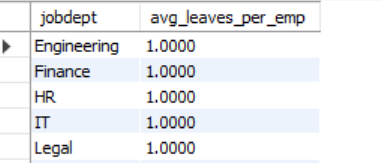 jobdept avg_leaves_per_emp
Engineering 1.0000
Finance 1.0000
HR 1.0000
IT 1.0000
Legal 1.0000